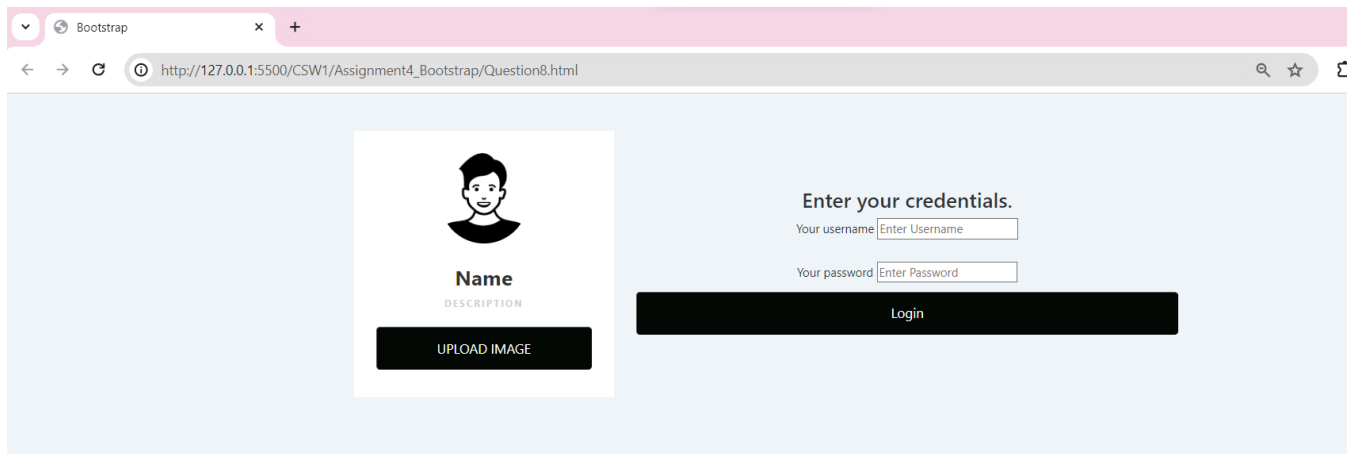 Bootstrap
http://127.0.0.1:5500/CSW1/Assignment4_Bootstrap/Question8.html
Name
DESCRIPTION
UPLOAD IMAGE
Enter your credentials.
Your username Enter Username
Your password Enter Password
Login